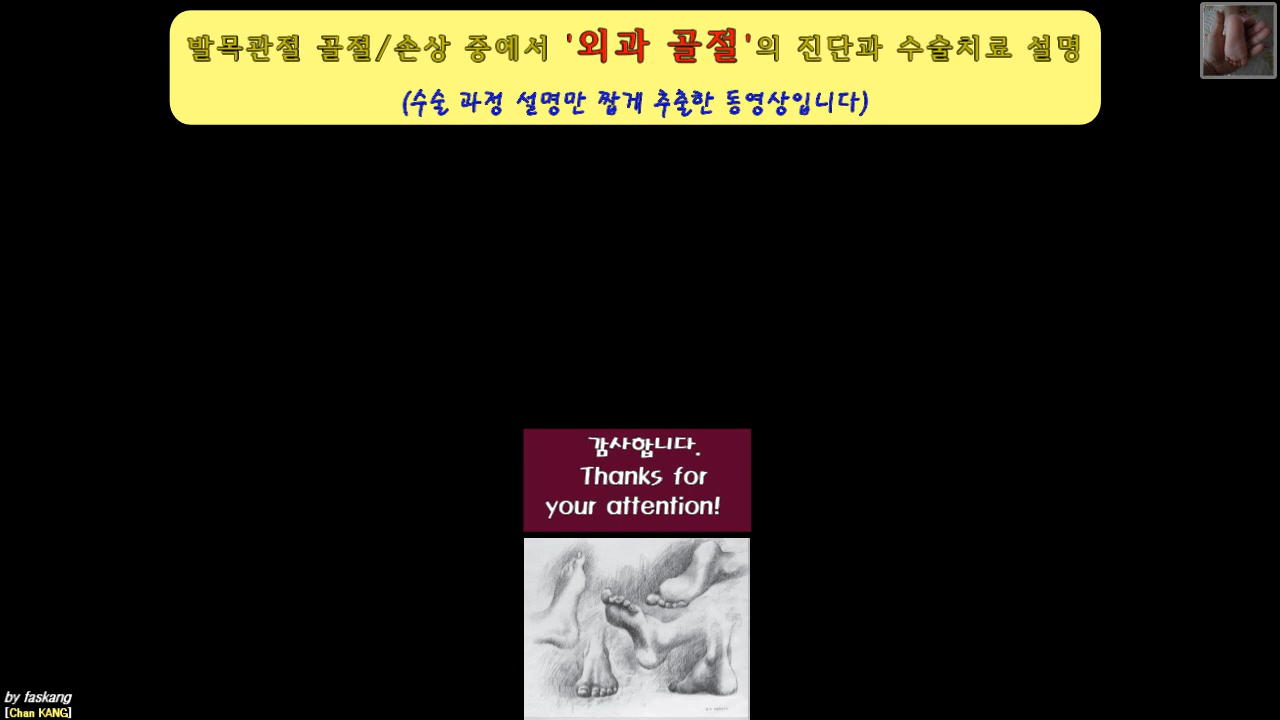 발목관절 골절/손상 중에서 '외과 골절'의 진단과 수술치료 설명
(수술 과정 설명만 짧게 추출한 동영상입니다)
감사합니다.
Thanks for
your attention!
by faskang
[Chan KANG]